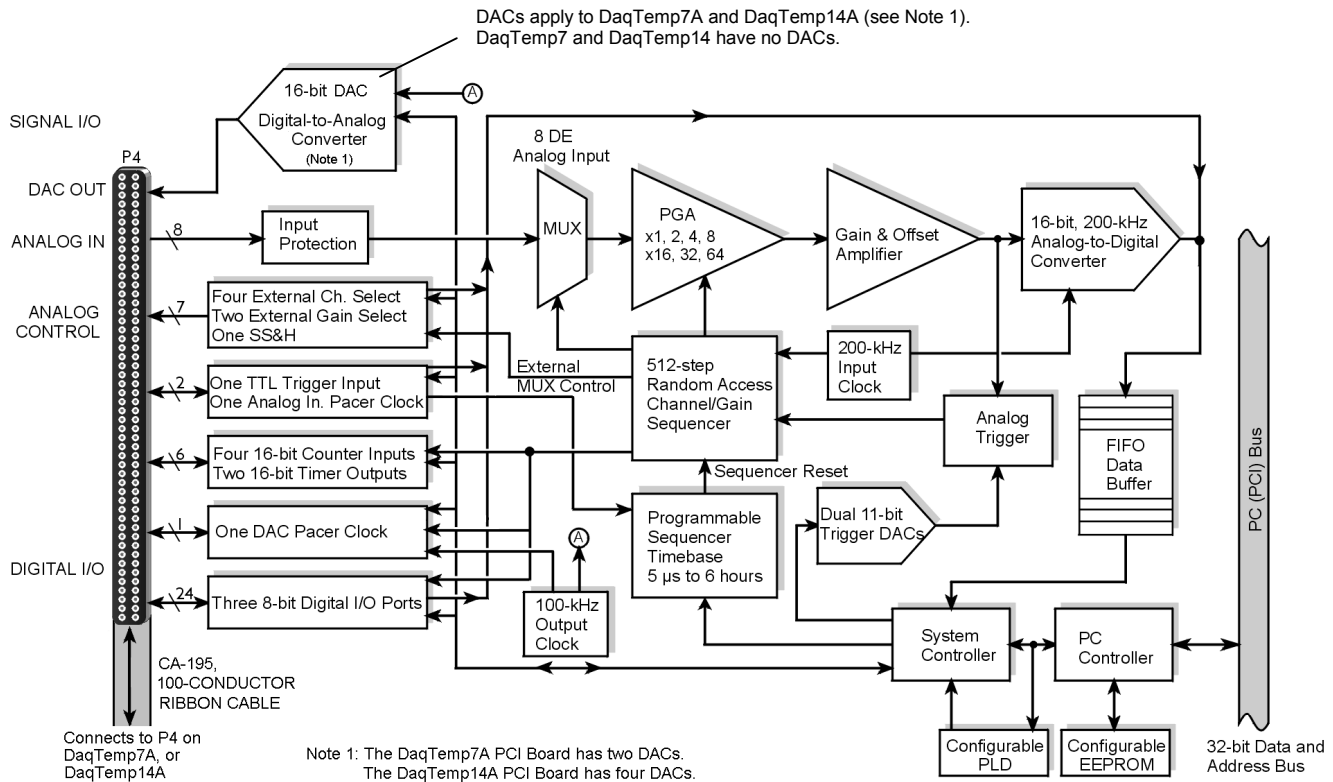 DACs apply to DaqTemp7A and DaqTemp14A (see Note 1).
DaqTemp7 and DaqTemp14 have no DACs.
16-bit DAC
Digital-to-Analog
Converter
(Note 1)
A
SIGNAL I/O
P4
DAC OUT
ANALOG IN
8
Input
Protection
8 DE
Analog Input
MUX
PGA
x1, 2, 4, 8
x16, 32, 64
Gain & Offset
Amplifier
16-bit, 200-kHz
Analog-to-Digital
Converter
ANALOG
CONTROL
7
Four External Ch. Select
Two External Gain Select
One SS&H
External
MUX Control
512-step
Random Access
Channel/Gain
Sequencer
200-kHz
Input
Clock
2
One TTL Trigger Input
One Analog In. Pacer Clock
Analog
Trigger
FIFO
Data
Buffer
PC (PCI) Bus
6
Four 16-bit Counter Inputs
Two 16-bit Timer Outputs
Sequencer Reset
1
One DAC Pacer Clock
A
Programmable
Sequencer
Timebase
5 µs to 6 hours
Dual 11-bit
Trigger DACs
DIGITAL I/O
24
Three 8-bit Digital I/O Ports
100-kHz
Output
Clock
System
Controller
PC
Controller
CA-195,
100-CONDUCTOR
RIBBON CABLE
Connects to P4 on
DaqTemp7A, or
DaqTemp14A
Note 1: The DaqTemp7A PCI Board has two DACs.
The DaqTemp14A PCI Board has four DACs.
Configurable
PLD
Configurable
EEPROM
32-bit Data and
Address Bus